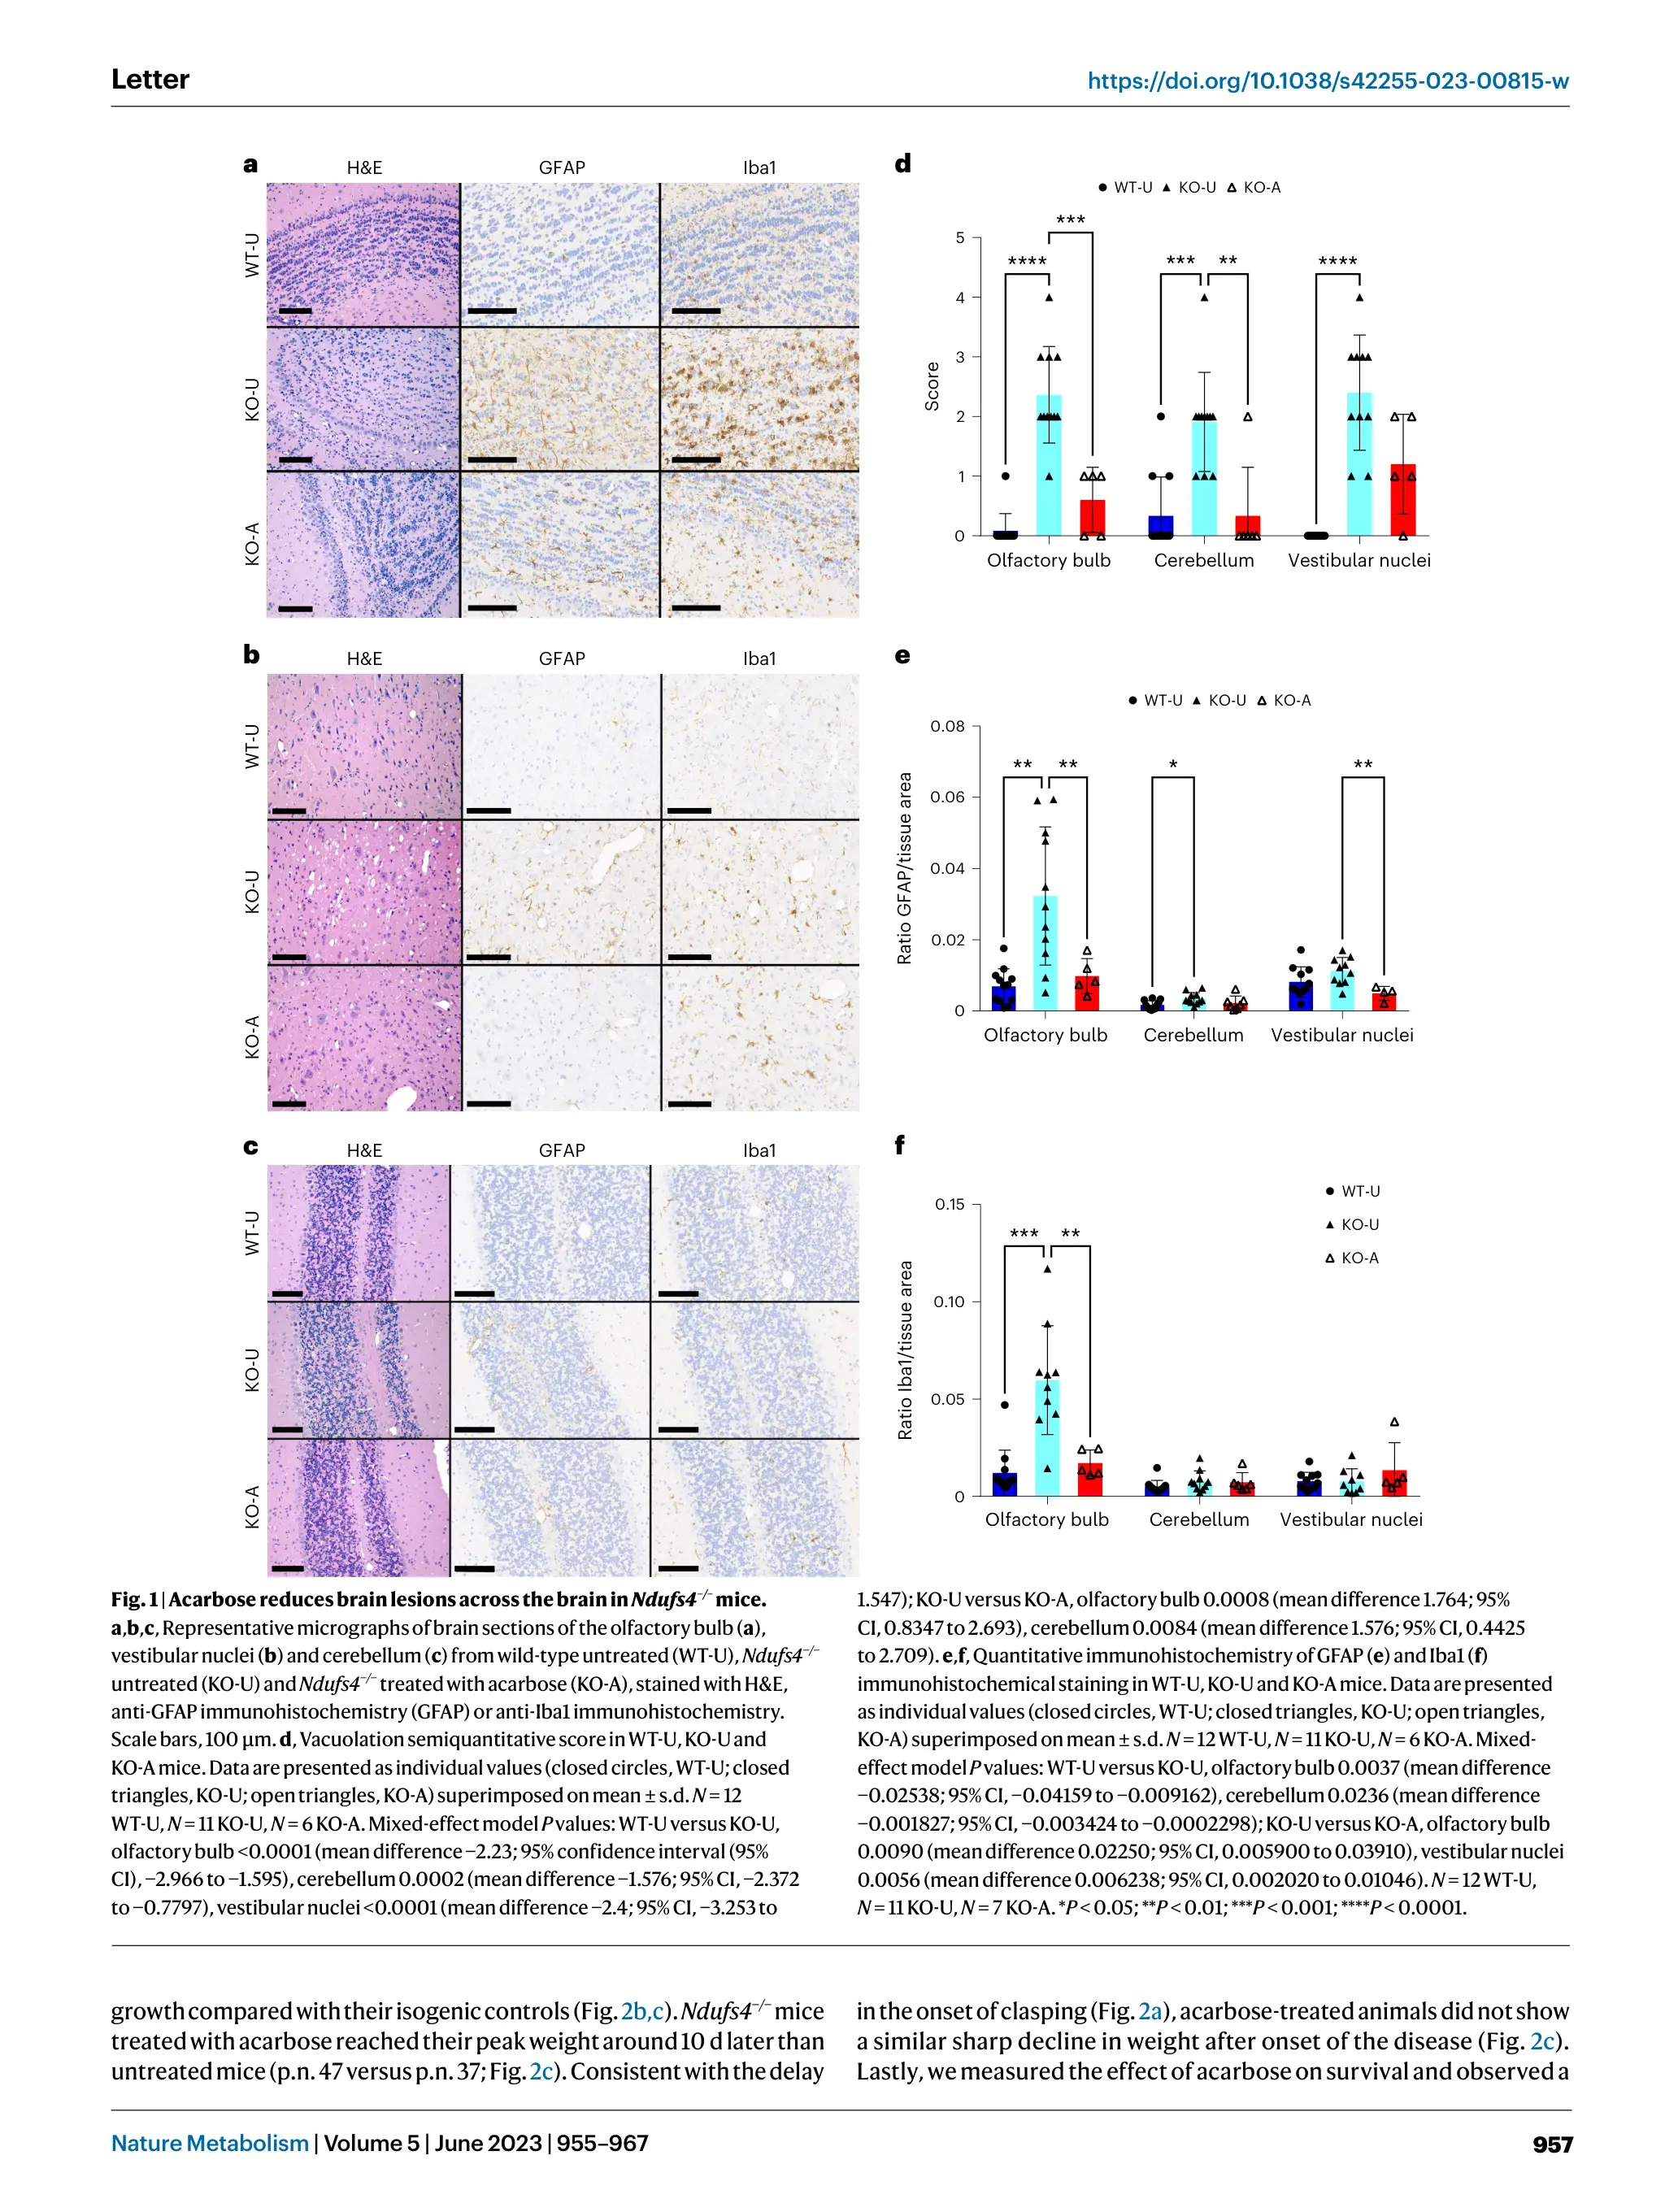 Letter
https://doi.org/10.1038/s42255-023-00815-w
a
H&E GFAP Iba1
WT-U
KO-U
KO-A
d
WT-U KO-U KO-A
*** 
**** *** ** ****
Score
5
4
3
2
1
0
Olfactory bulb Cerebellum Vestibular nuclei
b
H&E GFAP Iba1
WT-U
KO-U
KO-A
e
WT-U KO-U KO-A
** ** * **
Ratio GFAP/tissue area
0.08
0.06
0.04
0.02
0
Olfactory bulb Cerebellum Vestibular nuclei
c
H&E GFAP Iba1
WT-U
KO-U
KO-A
f
WT-U
KO-U
KO-A
*** **
Ratio Iba1/tissue area
0.15
0.10
0.05
0
Olfactory bulb Cerebellum Vestibular nuclei
Fig. 1 | Acarbose reduces brain lesions across the brain in Ndufs4−/− mice.
a,b,c, Representative micrographs of brain sections of the olfactory bulb (a),
vestibular nuclei (b) and cerebellum (c) from wild-type untreated (WT-U), Ndufs4−/−
untreated (KO-U) and Ndufs4−/− treated with acarbose (KO-A), stained with H&E,
anti-GFAP immunohistochemistry (GFAP) or anti-Iba1 immunohistochemistry.
Scale bars, 100 μm. d, Vacuolation semiquantitative score in WT-U, KO-U and
KO-A mice. Data are presented as individual values (closed circles, WT-U; closed
triangles, KO-U; open triangles, KO-A) superimposed on mean ± s.d. N = 12
WT-U, N = 11 KO-U, N = 6 KO-A. Mixed-effect model P values: WT-U versus KO-U,
olfactory bulb <0.0001 (mean difference −2.23; 95% confidence interval (95%
CI), −2.966 to −1.595), cerebellum 0.0002 (mean difference −1.576; 95% CI, −2.372
to −0.7797), vestibular nuclei <0.0001 (mean difference −2.4; 95% CI, −3.253 to
1.547); KO-U versus KO-A, olfactory bulb 0.0008 (mean difference 1.764; 95%
CI, 0.8347 to 2.693), cerebellum 0.0084 (mean difference 1.576; 95% CI, 0.4425
to 2.709). e,f, Quantitative immunohistochemistry of GFAP (e) and Iba1 (f)
immunohistochemical staining in WT-U, KO-U and KO-A mice. Data are presented
as individual values (closed circles, WT-U; closed triangles, KO-U; open triangles,
KO-A) superimposed on mean ± s.d. N = 12 WT-U, N = 11 KO-U, N = 6 KO-A. Mixed-
effect model P values: WT-U versus KO-U, olfactory bulb 0.0037 (mean difference
−0.02538; 95% CI, −0.04159 to −0.009162), cerebellum 0.0236 (mean difference
−0.001827; 95% CI, −0.003424 to −0.0002298); KO-U versus KO-A, olfactory bulb
0.0090 (mean difference 0.02250; 95% CI, 0.005900 to 0.03910), vestibular nuclei
0.0056 (mean difference 0.006238; 95% CI, 0.002020 to 0.01046). N = 12 WT-U,
N = 11 KO-U, N = 7 KO-A. *P < 0.05; **P < 0.01; ***P < 0.001; ****P < 0.0001.
growth compared with their isogenic controls (Fig. 2b,c). Ndufs4−/− mice
treated with acarbose reached their peak weight around 10 d later than
untreated mice (p.n. 47 versus p.n. 37; Fig. 2c). Consistent with the delay
in the onset of clasping (Fig. 2a), acarbose-treated animals did not show
a similar sharp decline in weight after onset of the disease (Fig. 2c).
Lastly, we measured the effect of acarbose on survival and observed a
Nature Metabolism | Volume 5 | June 2023 | 955–967
957